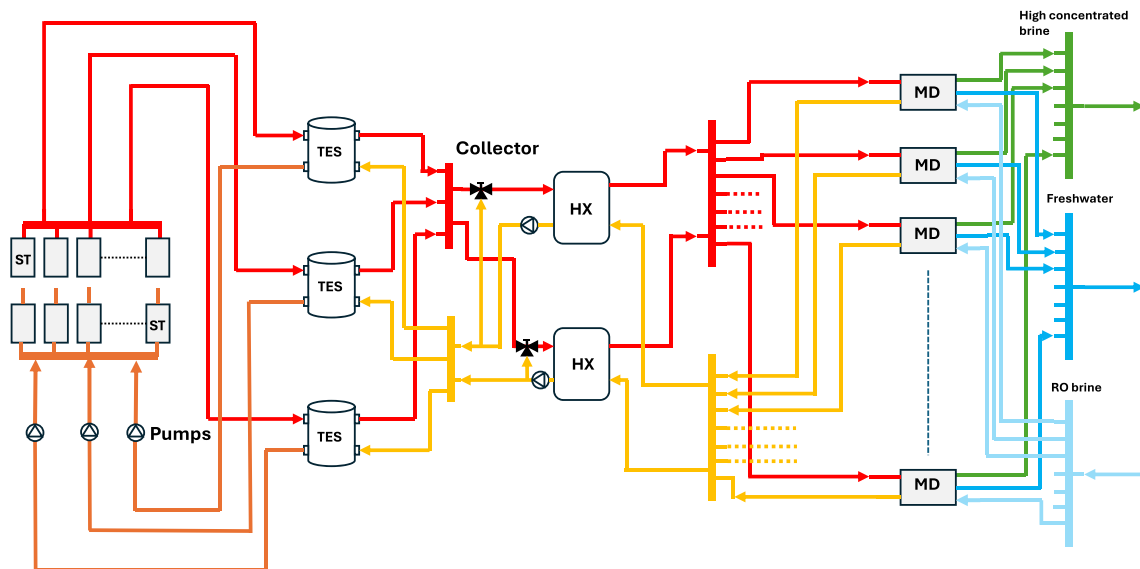 High concentrated
brine
MD
TES
Collector
MD
HX
Freshwater
MD
ST
TES
ST
HX
RO brine
Pumps
TES
MD